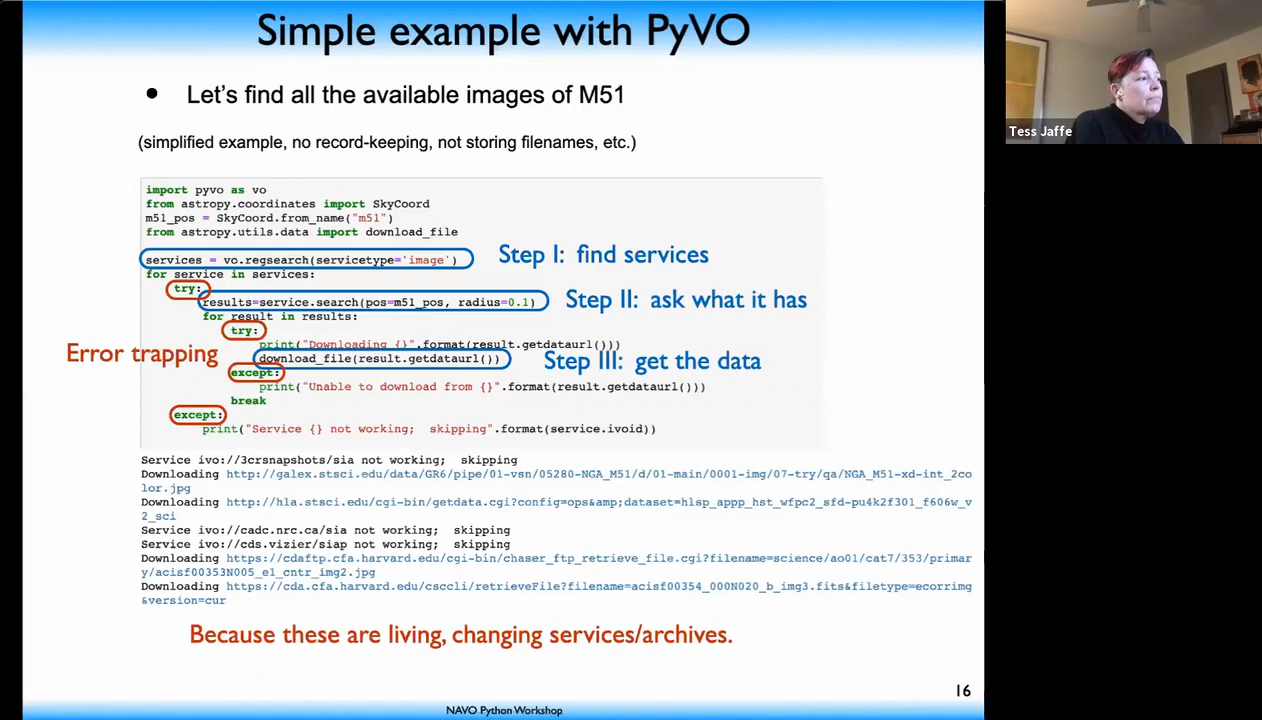 Simple example with PyVO
• Let's find all the available images of M51
(simplified example, no record-keeping, not storing filenames, etc.)
import pyvo as vo
from astropy.coordinates import SkyCoord
m51_pos = SkyCoord.from_name("m51")
from astropy.utils.data import download_file
services = vo.regsearch(servicetype='image')
Step I: find services
for service in services:
try:
results=service.search(pos=m51_pos, radius=0.1)
Step II: ask what it has
for result in results:
try:
print("Downloading {}".format(result.getdataurl()))
Error trapping
download_file(result.getdataurl())
Step III: get the data
except:
print("Unable to download from {}".format(result.getdataurl()))
break
except:
print("Service {} not working;  skipping".format(service.ivoid))
Service ivo://3crsnapshots/sia not working;  skipping
Downloading http://galex.stsci.edu/data/GR6/pipe/01-vsn/05280-NGA_M51/d/01-main/0001-img/07-try/qa/NGA_M51-xd-int_2co
lor.jpg
Downloading http://hla.stsci.edu/cgi-bin/getdata.cgi?config=ops&amp;dataset=hlsp_appp_hst_wfpc2_sfd-pu4k2f301_f606w_v
2_sci
Service ivo://cadc.nrc.ca/sia not working;  skipping
Service ivo://cds.vizier/siap not working;  skipping
Downloading https://cdaftp.cfa.harvard.edu/cgi-bin/chaser_ftp_retrieve_file.cgi?filename=science/ao01/cat7/353/primar
y/acisf00353N005_e1_cntr_img2.jpg
Downloading https://cda.cfa.harvard.edu/csccli/retrieveFile?filename=acisf00354_000N020_b_img3.fits&filetype=ecorrimg
&version=cur
Because these are living, changing services/archives.
16
NAVO Python Workshop
Tess Jaffe